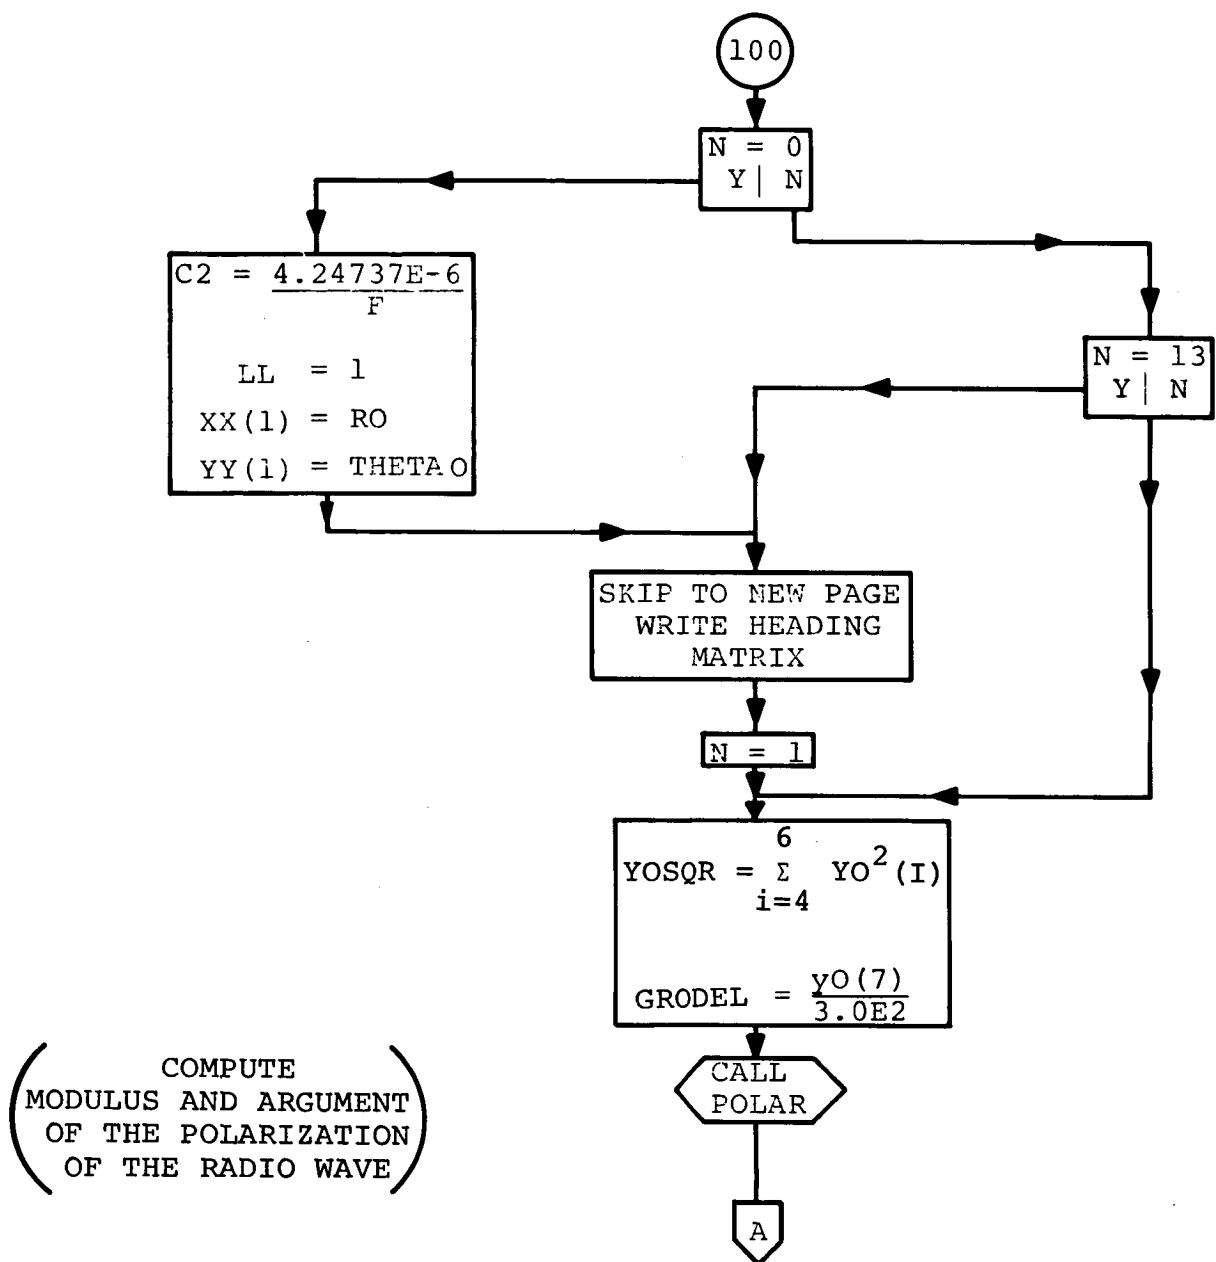 100
N = 0
Y | N
C2 = 4.24737E-6
F
LL = 1
XX(1) = RO
YY(1) = THETAO
N = 13
Y | N
SKIP TO NEW PAGE
WRITE HEADING
MATRIX
N = 1
6
YOSQR = Σ YO²(I)
i=4
GRODEL = yO(7)
3.0E2
CALL
POLAR
COMPUTE
MODULUS AND ARGUMENT
OF THE POLARIZATION
OF THE RADIO WAVE
A